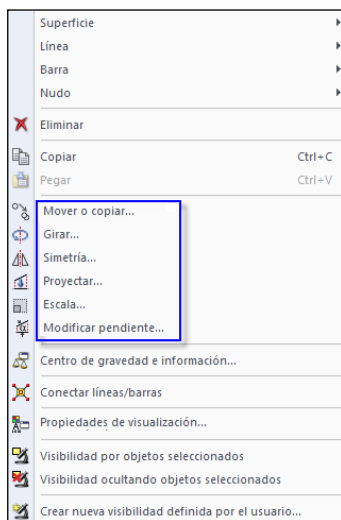 Superficie
Línea
Barra
Nudo
Eliminar
Copiar Ctrl+C
Pegar Ctrl+V
Mover o copiar...
Girar...
Simetría...
Proyectar...
Escala...
Modificar pendiente...
Centro de gravedad e información...
Conectar líneas/barras
Propiedades de visualización...
Visibilidad por objetos seleccionados
Visibilidad ocultando objetos seleccionados
Crear nueva visibilidad definida por el usuario...